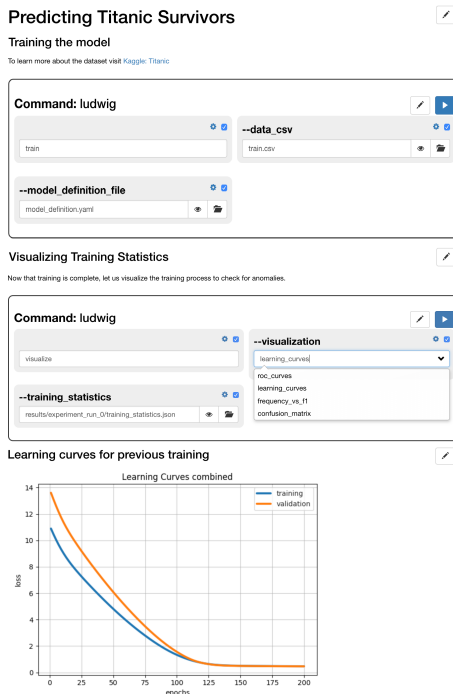 Predicting Titanic Survivors
Training the model
To learn more about the dataset visit Kaggle: Titanic
Command: ludwig
train
--data_csv
train.csv
--model_definition_file
model_definition.yaml
Visualizing Training Statistics
Now that training is complete, let us visualize the training process to check for anomalies.
Command: ludwig
visualize
--visualization
learning_curves
roc_curves
learning_curves
frequency_vs_f1
confusion_matrix
--training_statistics
results/experiment_run_0/training_statistics.json
Learning curves for previous training
Learning Curves combined
training
validation
14
12
10
8
6
4
2
0
loss
0 25 50 75 100 125 150 175 200
epochs